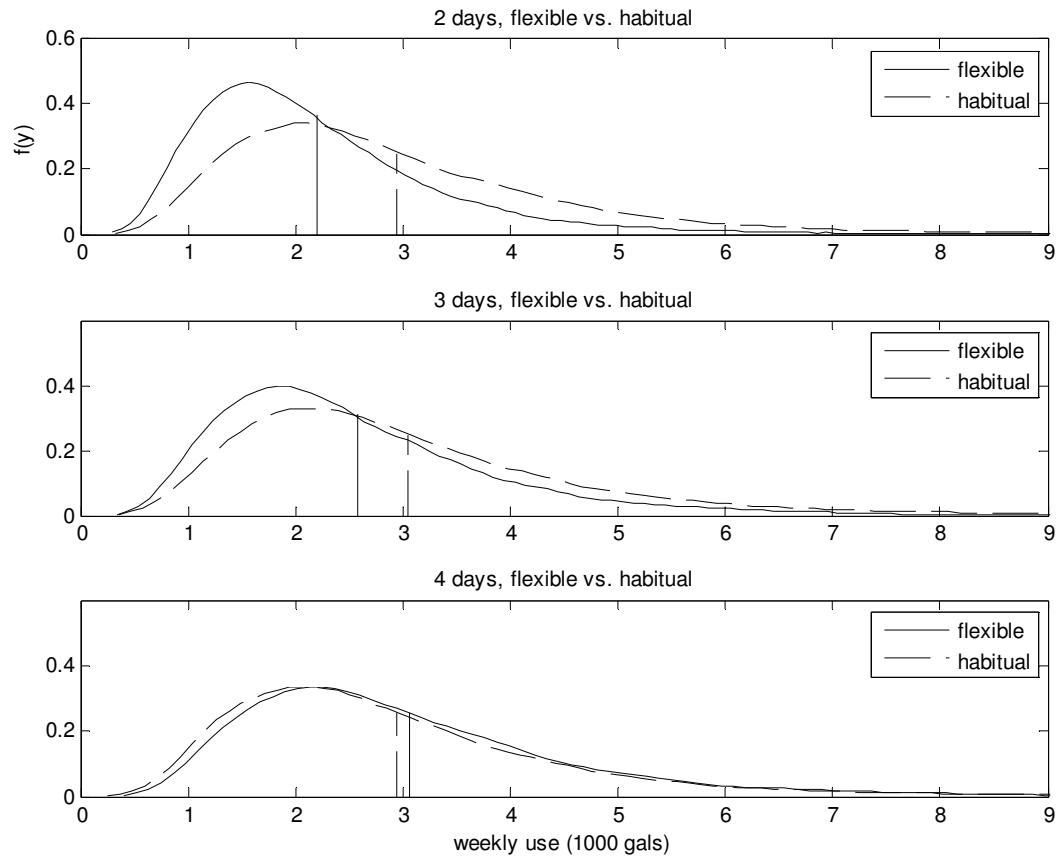 2 days, flexible vs. habitual
0.6
0.4
0.2
0
f(y)
flexible
habitual
0 1 2 3 4 5 6 7 8 9
3 days, flexible vs. habitual
0.4
0.2
0
flexible
habitual
0 1 2 3 4 5 6 7 8 9
4 days, flexible vs. habitual
0.4
0.2
0
flexible
habitual
0 1 2 3 4 5 6 7 8 9
weekly use (1000 gals)